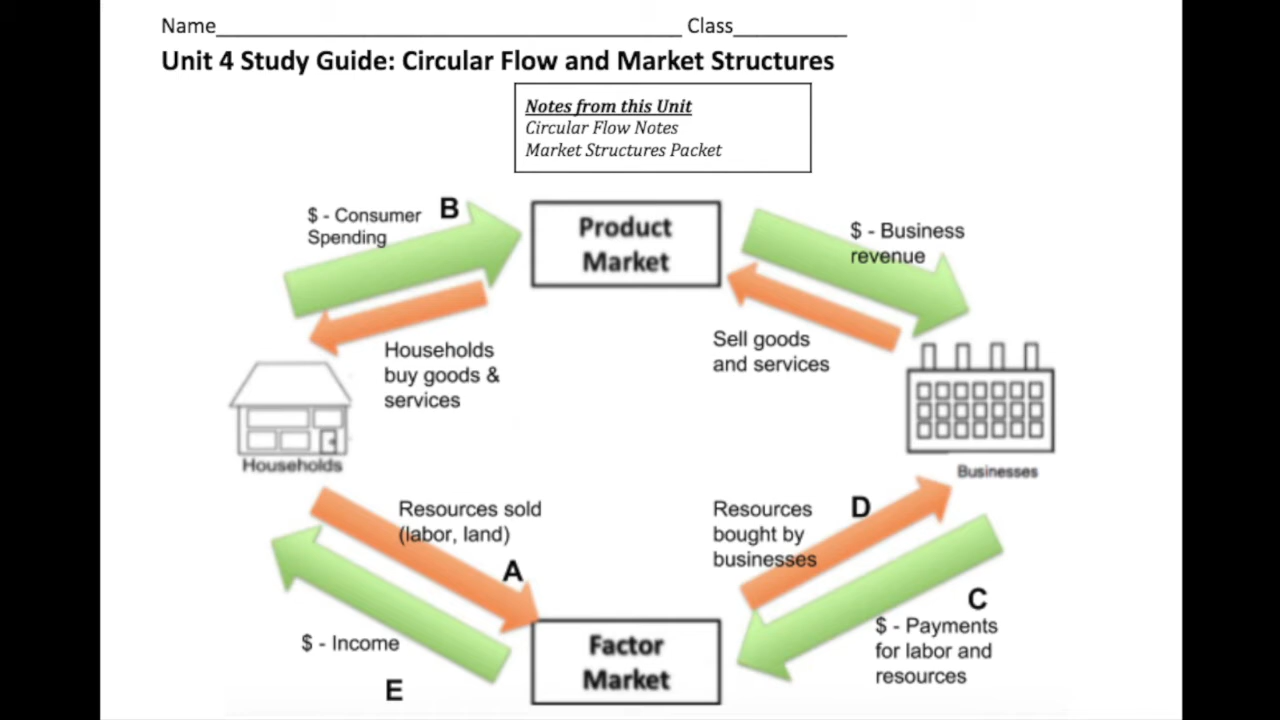 Name__________________________________________ Class__________
Unit 4 Study Guide: Circular Flow and Market Structures
Notes from this Unit
Circular Flow Notes
Market Structures Packet
$ - Consumer
Spending
B
Product
Market
$ - Business
revenue
Households
buy goods &
services
Sell goods
and services
Households
Businesses
Resources sold
(labor, land)
A
Resources
bought by
businesses
D
C
$ - Payments
for labor and
resources
$ - Income
E
Factor
Market